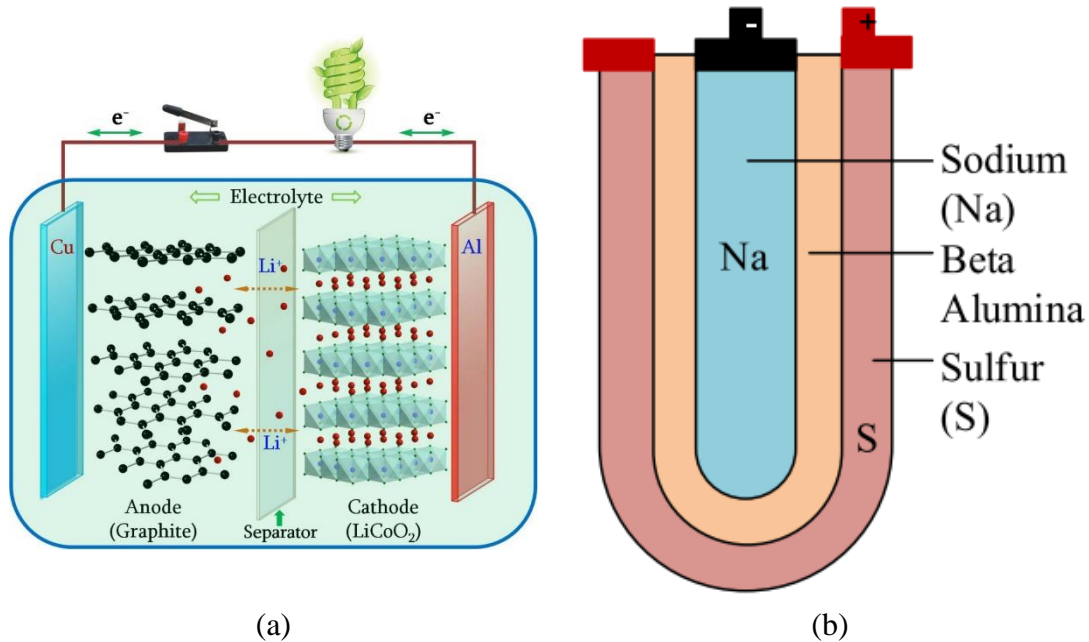 e⁻
e⁻
Electrolyte
Cu
Li⁺
Al
Li⁺
Anode
(Graphite)
Separator
Cathode
(LiCoO₂)
(a)
-
+
Sodium
(Na)
Na
Beta
Alumina
Sulfur
(S)
S
(b)